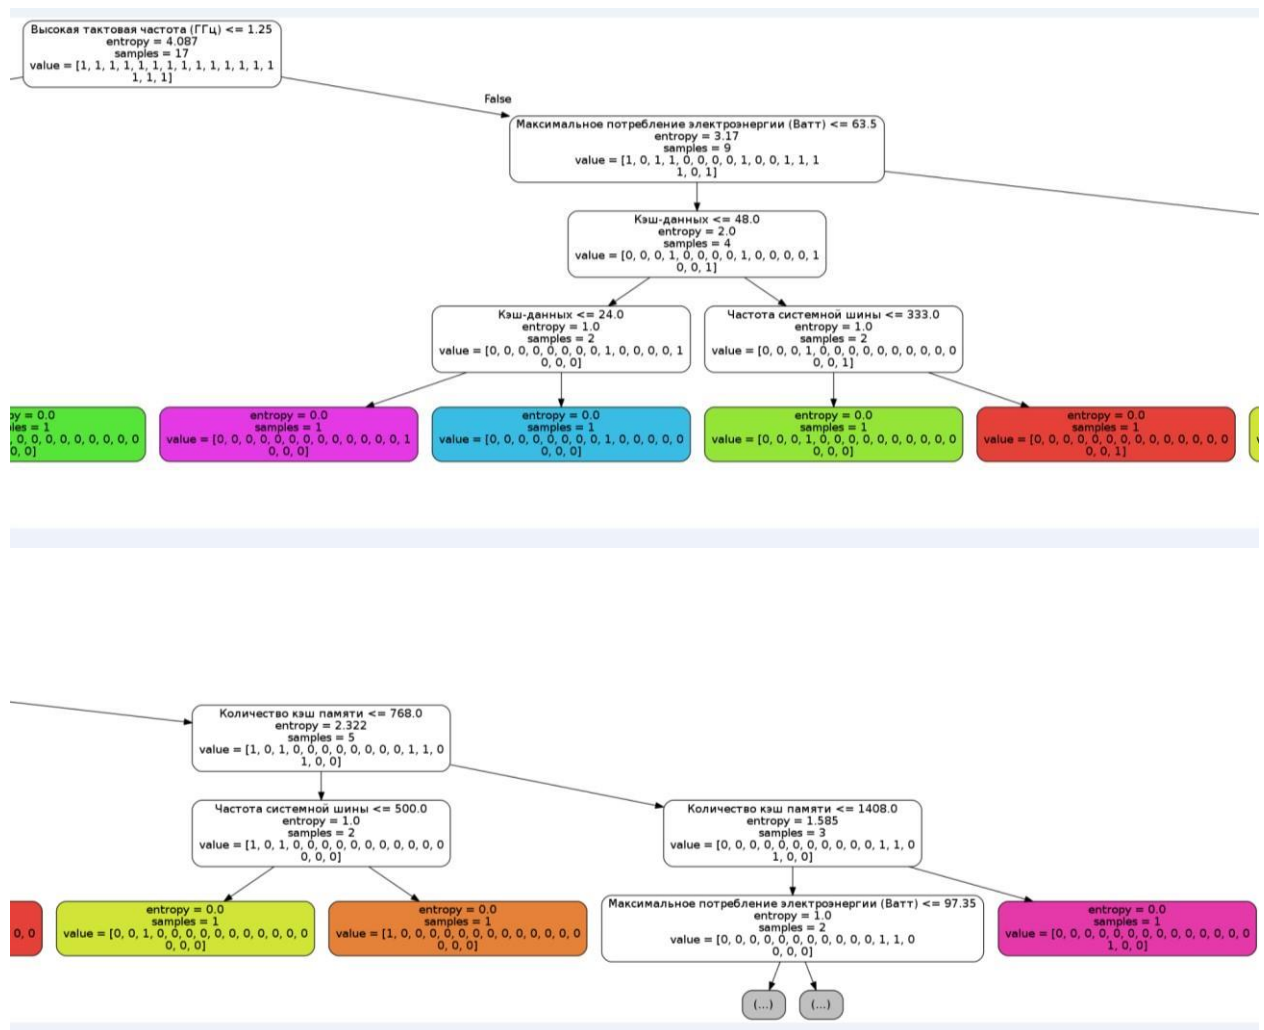 Высокая тактовая частота (ГГц) <= 1.25
entropy = 4.087
samples = 17
value = [1, 1, 1, 1, 1, 1, 1, 1, 1, 1, 1, 1, 1, 1
1, 1, 1]
False
Максимальное потребление электроэнергии (Ватт) <= 63.5
entropy = 3.17
samples = 9
value = [1, 0, 1, 1, 0, 0, 0, 0, 1, 0, 0, 1, 1, 1
1, 0, 1]
Кэш-данных <= 48.0
entropy = 2.0
samples = 4
value = [0, 0, 0, 1, 0, 0, 0, 0, 1, 0, 0, 0, 0, 1
0, 0, 1]
Кэш-данных <= 24.0
entropy = 1.0
samples = 2
value = [0, 0, 0, 0, 0, 0, 0, 0, 1, 0, 0, 0, 0, 1
0, 0, 0]
Частота системной шины <= 333.0
entropy = 1.0
samples = 2
value = [0, 0, 0, 1, 0, 0, 0, 0, 0, 0, 0, 0, 0, 0
0, 0, 1]
= 0.0
= 1
, 0, 0, 0, 0, 0, 0, 0, 0, 0
0, 0]
entropy = 0.0
samples = 1
value = [0, 0, 0, 0, 0, 0, 0, 0, 0, 0, 0, 0, 0, 1
0, 0, 0]
entropy = 0.0
samples = 1
value = [0, 0, 0, 0, 0, 0, 0, 0, 1, 0, 0, 0, 0, 0
0, 0, 0]
entropy = 0.0
samples = 1
value = [0, 0, 0, 1, 0, 0, 0, 0, 0, 0, 0, 0, 0, 0
0, 0, 0]
entropy = 0.0
samples = 1
value = [0, 0, 0, 0, 0, 0, 0, 0, 0, 0, 0, 0, 0, 0
0, 0, 1]
Количество кэш памяти <= 768.0
entropy = 2.322
samples = 5
value = [1, 0, 1, 0, 0, 0, 0, 0, 0, 0, 0, 1, 1, 0
1, 0, 0]
Частота системной шины <= 500.0
entropy = 1.0
samples = 2
value = [1, 0, 1, 0, 0, 0, 0, 0, 0, 0, 0, 0, 0, 0
0, 0, 0]
Количество кэш памяти <= 1408.0
entropy = 1.585
samples = 3
value = [0, 0, 0, 0, 0, 0, 0, 0, 0, 0, 0, 1, 1, 0
1, 0, 0]
0, 0
entropy = 0.0
samples = 1
value = [0, 0, 1, 0, 0, 0, 0, 0, 0, 0, 0, 0, 0, 0
0, 0, 0]
entropy = 0.0
samples = 1
value = [1, 0, 0, 0, 0, 0, 0, 0, 0, 0, 0, 0, 0, 0
0, 0, 0]
Максимальное потребление электроэнергии (Ватт) <= 97.35
entropy = 1.0
samples = 2
value = [0, 0, 0, 0, 0, 0, 0, 0, 0, 0, 0, 1, 1, 0
0, 0, 0]
entropy = 0.0
samples = 1
value = [0, 0, 0, 0, 0, 0, 0, 0, 0, 0, 0, 0, 0, 0
1, 0, 0]
(...)
(...)